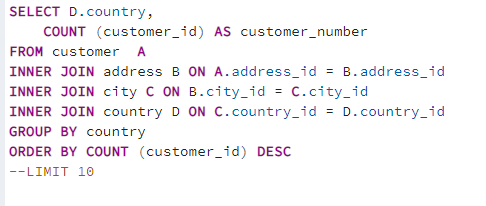 SELECT D.country,
    COUNT (customer_id) AS customer_number
FROM customer  A
INNER JOIN address B ON A.address_id = B.address_id
INNER JOIN city C ON B.city_id = C.city_id
INNER JOIN country D ON C.country_id = D.country_id
GROUP BY country
ORDER BY COUNT (customer_id) DESC
--LIMIT 10